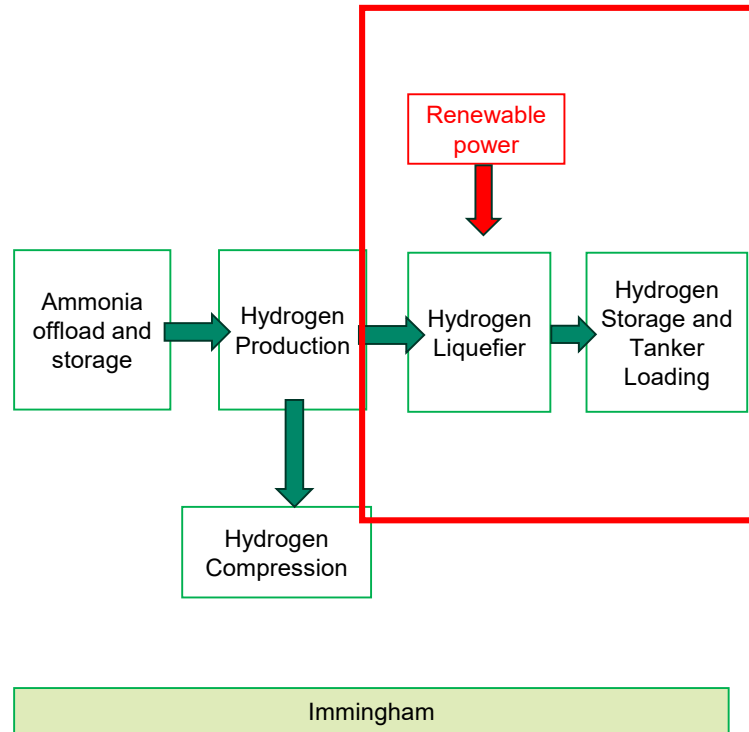 Renewable
power
Ammonia
offload and
storage
Hydrogen
Production
Hydrogen
Liquefier
Hydrogen
Storage and
Tanker
Loading
Hydrogen
Compression
Immingham